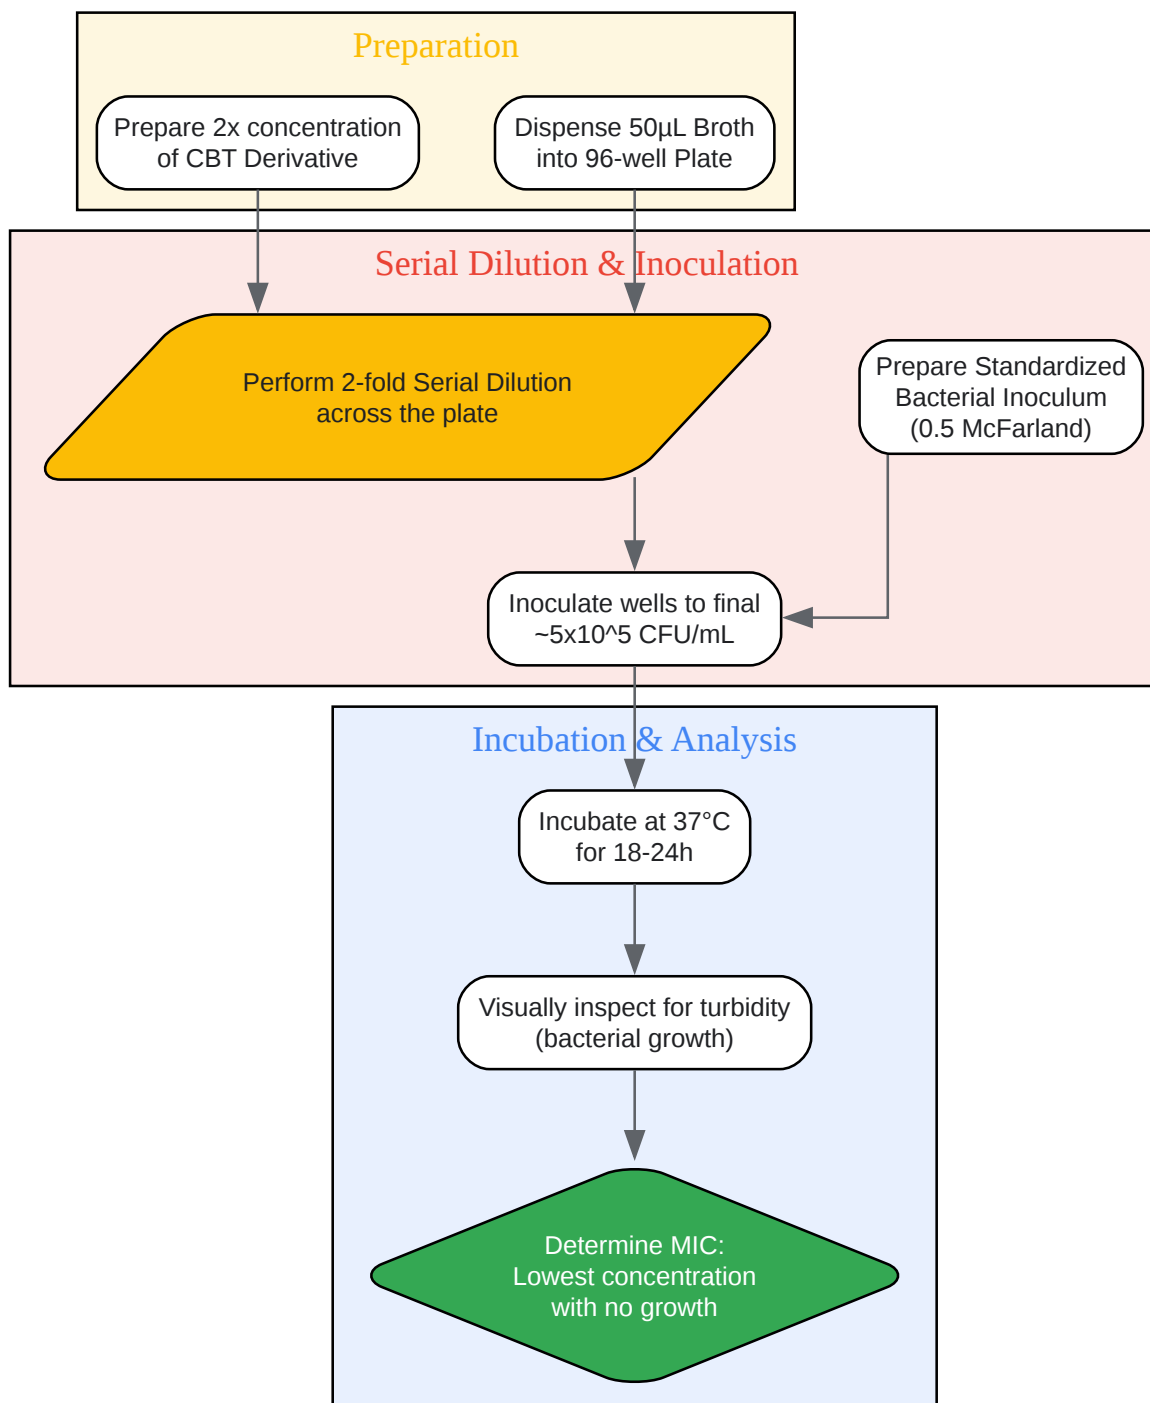 Preparation
Prepare 2x concentration
of CBT Derivative
Dispense 50µL Broth
into 96-well Plate
Serial Dilution & Inoculation
Perform 2-fold Serial Dilution
across the plate
Prepare Standardized
Bacterial Inoculum
(0.5 McFarland)
Inoculate wells to final
~5x10^5 CFU/mL
Incubation & Analysis
Incubate at 37°C
for 18-24h
Visually inspect for turbidity
(bacterial growth)
Determine MIC:
Lowest concentration
with no growth